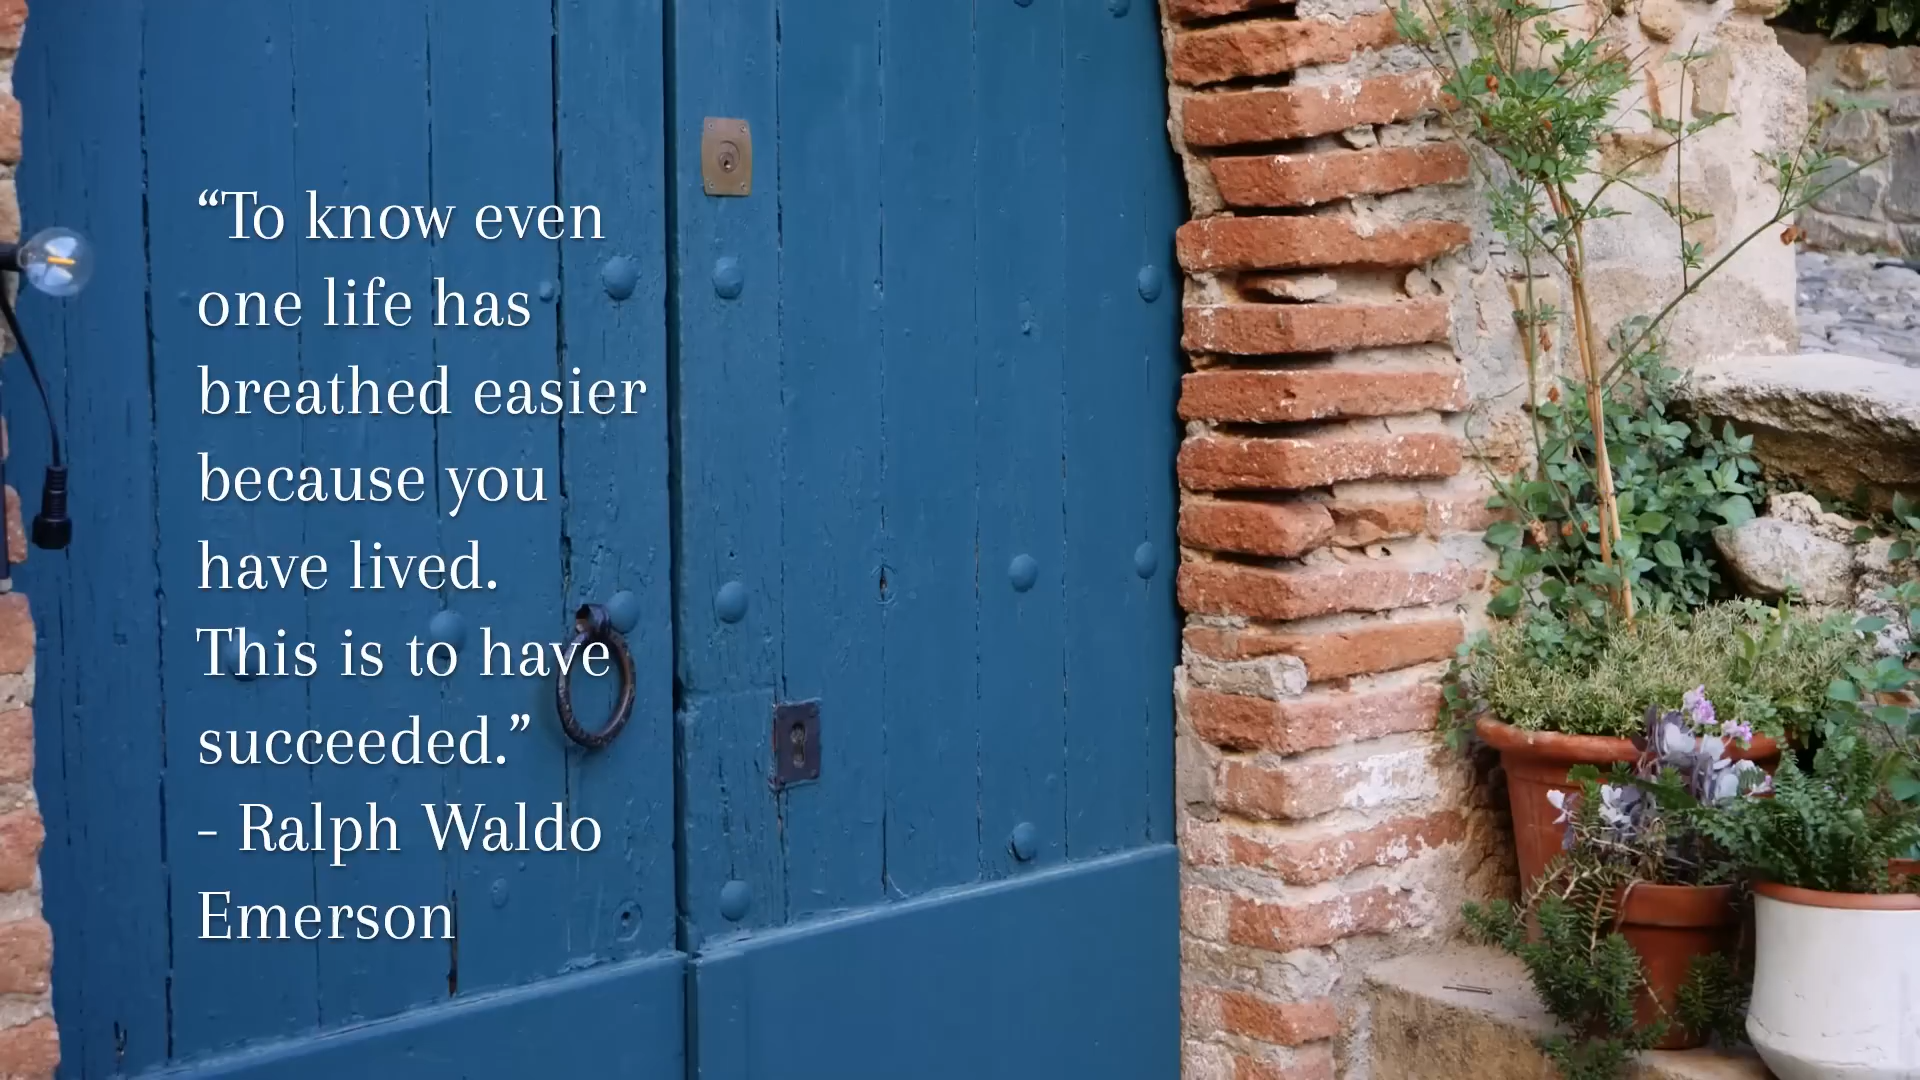 “To know even
one life has
breathed easier
because you
have lived.
This is to have
succeeded.”
- Ralph Waldo
Emerson